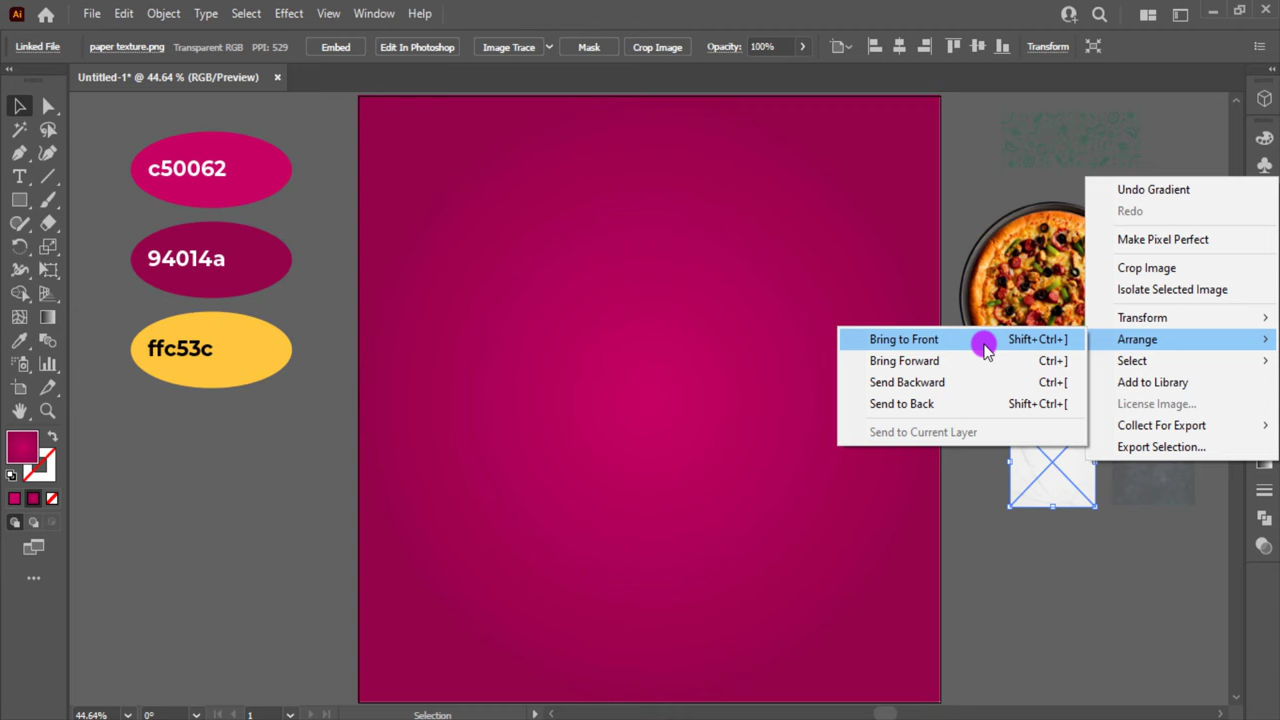 Ai File Edit Object Type Select Effect View Window Help
Linked File paper texture.png Transparent RGB PPI: 529 Embed Edit In Photoshop Image Trace Mask Crop Image Opacity: 100% Transform
Untitled-1* @ 44.64 % (RGB/Preview) ×
c50062
94014a
ffc53c
Undo Gradient
Redo
Make Pixel Perfect
Crop Image
Isolate Selected Image
Transform
Arrange
Select
Add to Library
License Image...
Collect For Export
Export Selection...
Bring to Front Shift+Ctrl+]
Bring Forward Ctrl+]
Send Backward Ctrl+[
Send to Back Shift+Ctrl+[
Send to Current Layer
44.64% 0° 1 Selection